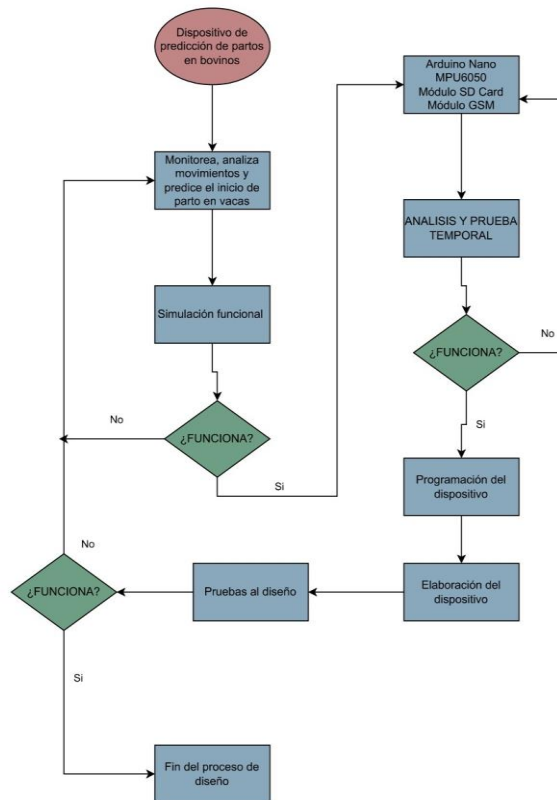 Dispositivo de
predicción de partos
en bovinos
Monitorea, analiza
movimientos y
predice el inicio de
parto en vacas
Simulación funcional
¿FUNCIONA?
No
Si
Arduino Nano
MPU6050
Módulo SD Card
Módulo GSM
ANALISIS Y PRUEBA
TEMPORAL
¿FUNCIONA?
No
Si
Programación del
dispositivo
Elaboración del
dispositivo
Pruebas al diseño
¿FUNCIONA?
No
Si
Fin del proceso de
diseño